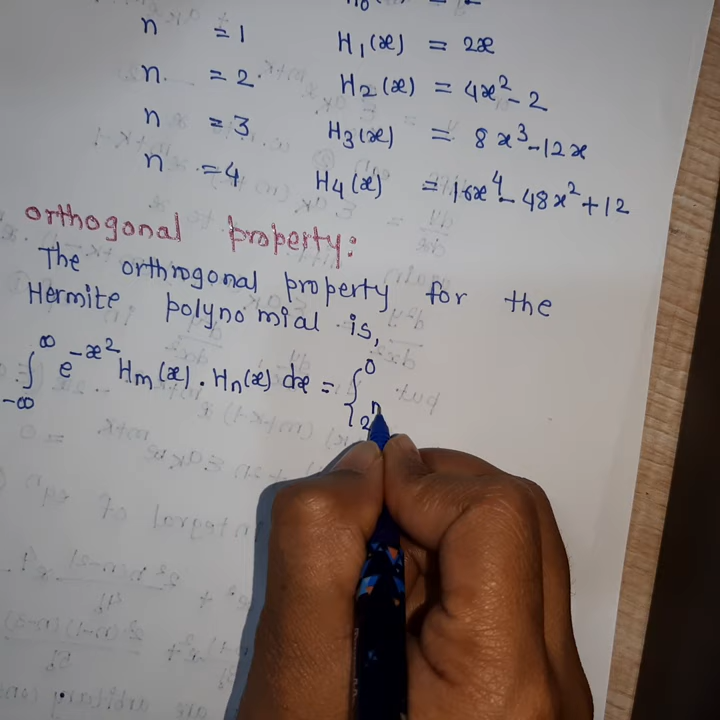 n = 1 H₁(x) = 2x
n = 2 H₂(x) = 4x² - 2
n = 3 H₃(x) = 8x³ - 12x
n = 4 H₄(x) = 16x⁴ - 48x² + 12
orthogonal property:
The orthogonal property for the
Hermite polynomial is,
∫_{-∞}^{∞} e^{-x²} Hₘ(x) . Hₙ(x) dx = { 0
2ⁿ